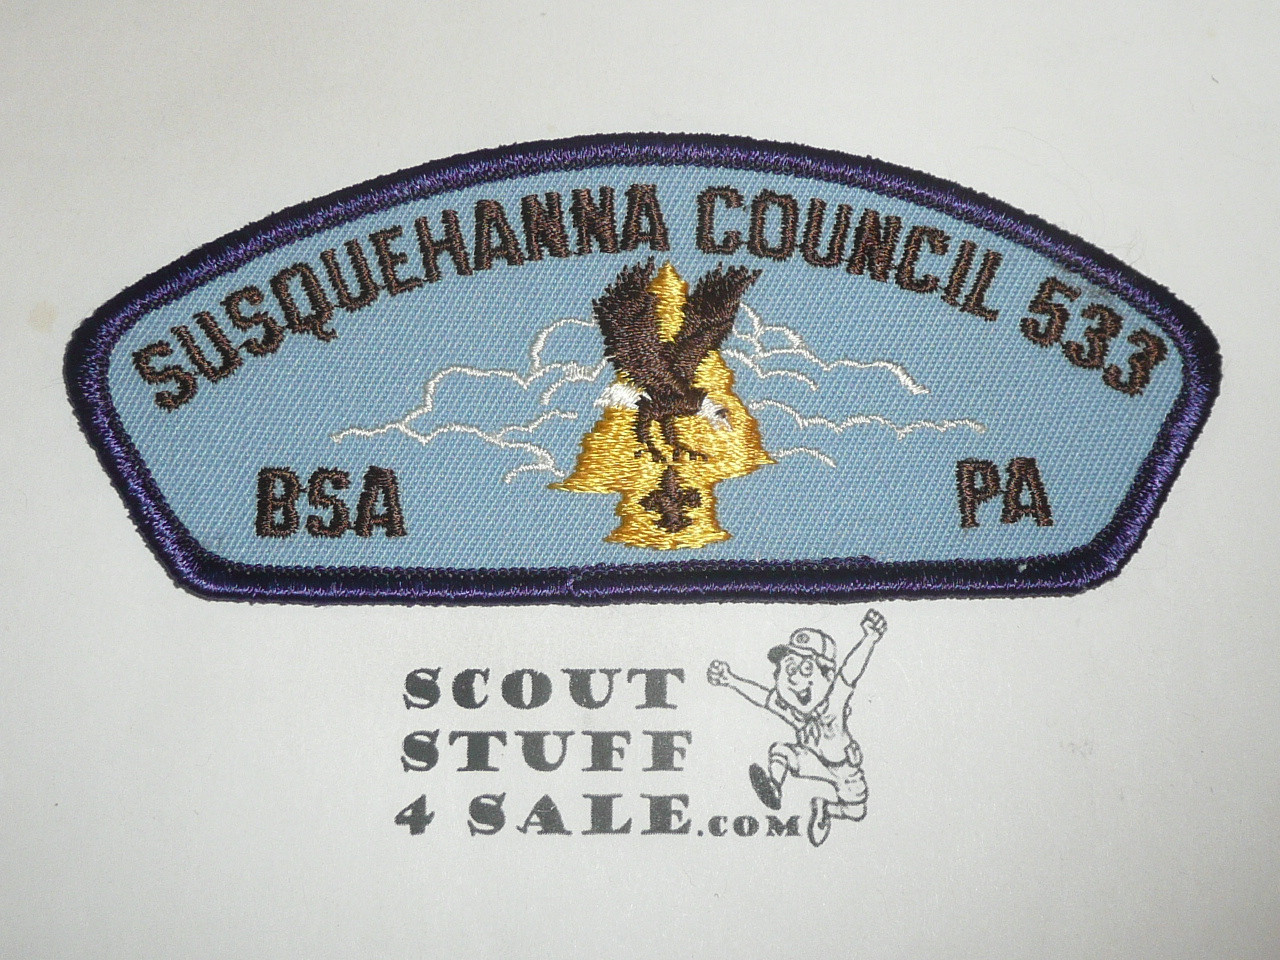 SUSQUEHANNA COUNCIL 533
BSA PA
SCOUT
STUFF
4 SALE.COM